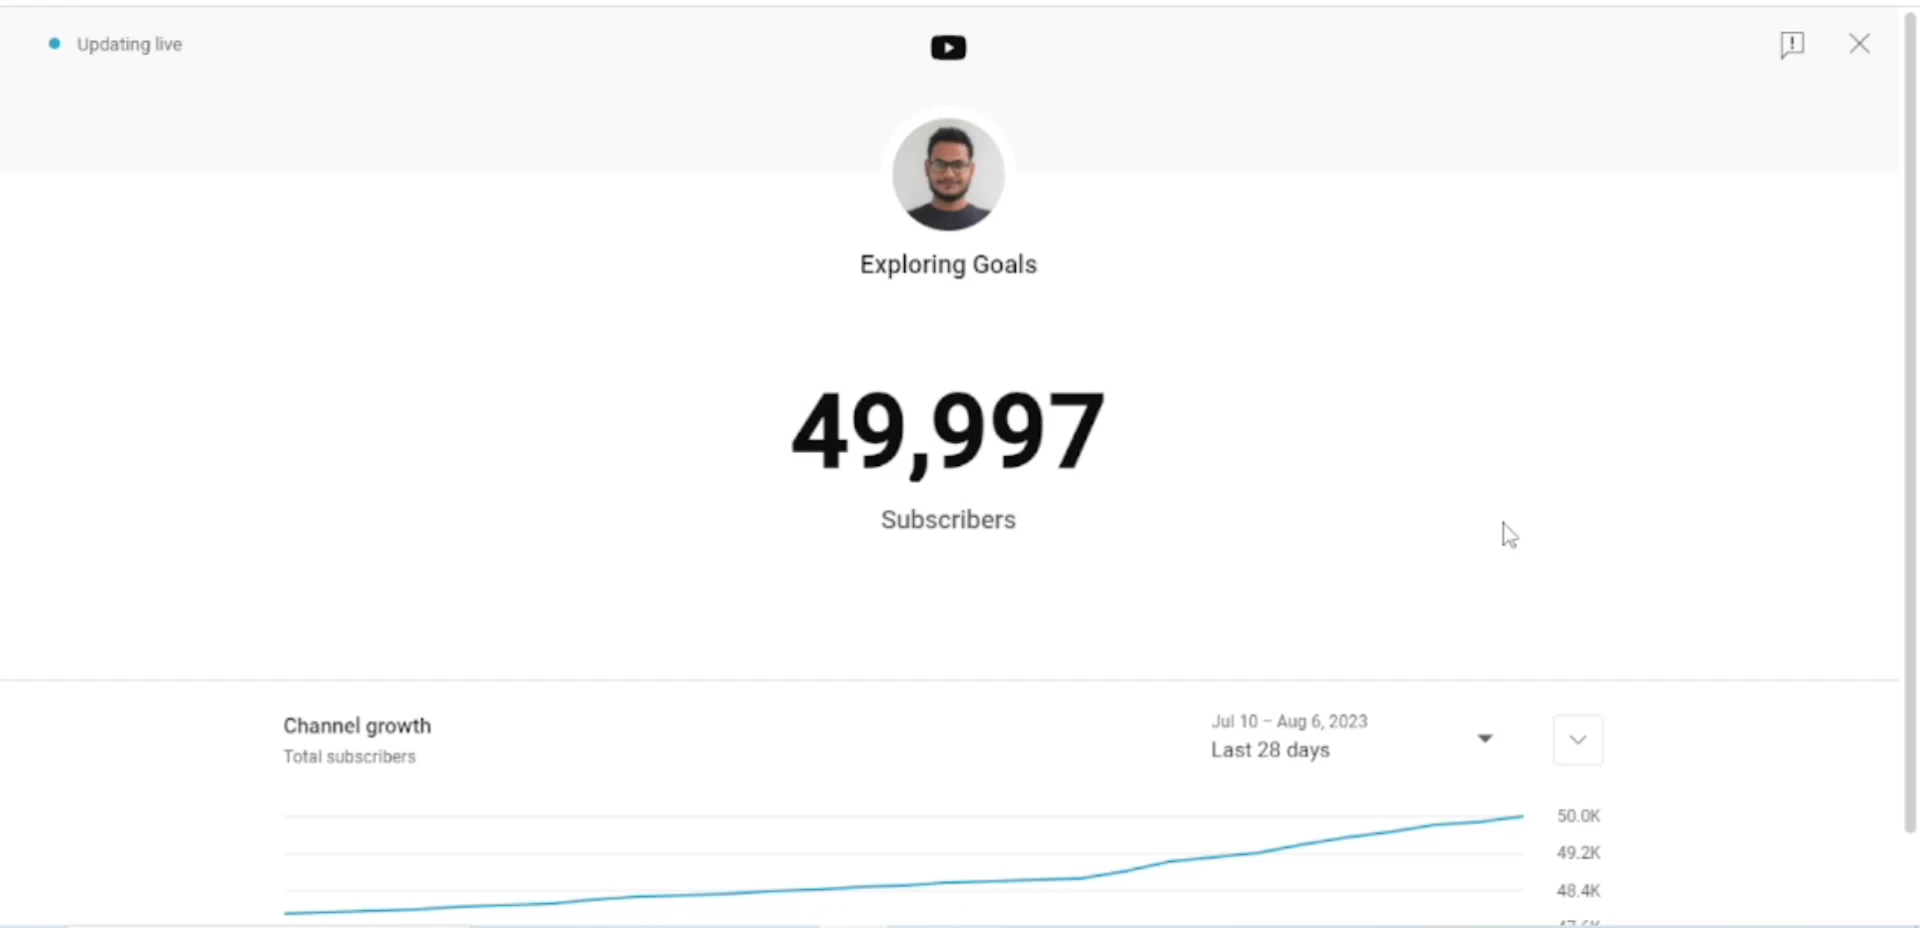 Updating live
Exploring Goals
49,997
Subscribers
Channel growth
Total subscribers
Jul 10 – Aug 6, 2023
Last 28 days
50.0K
49.2K
48.4K